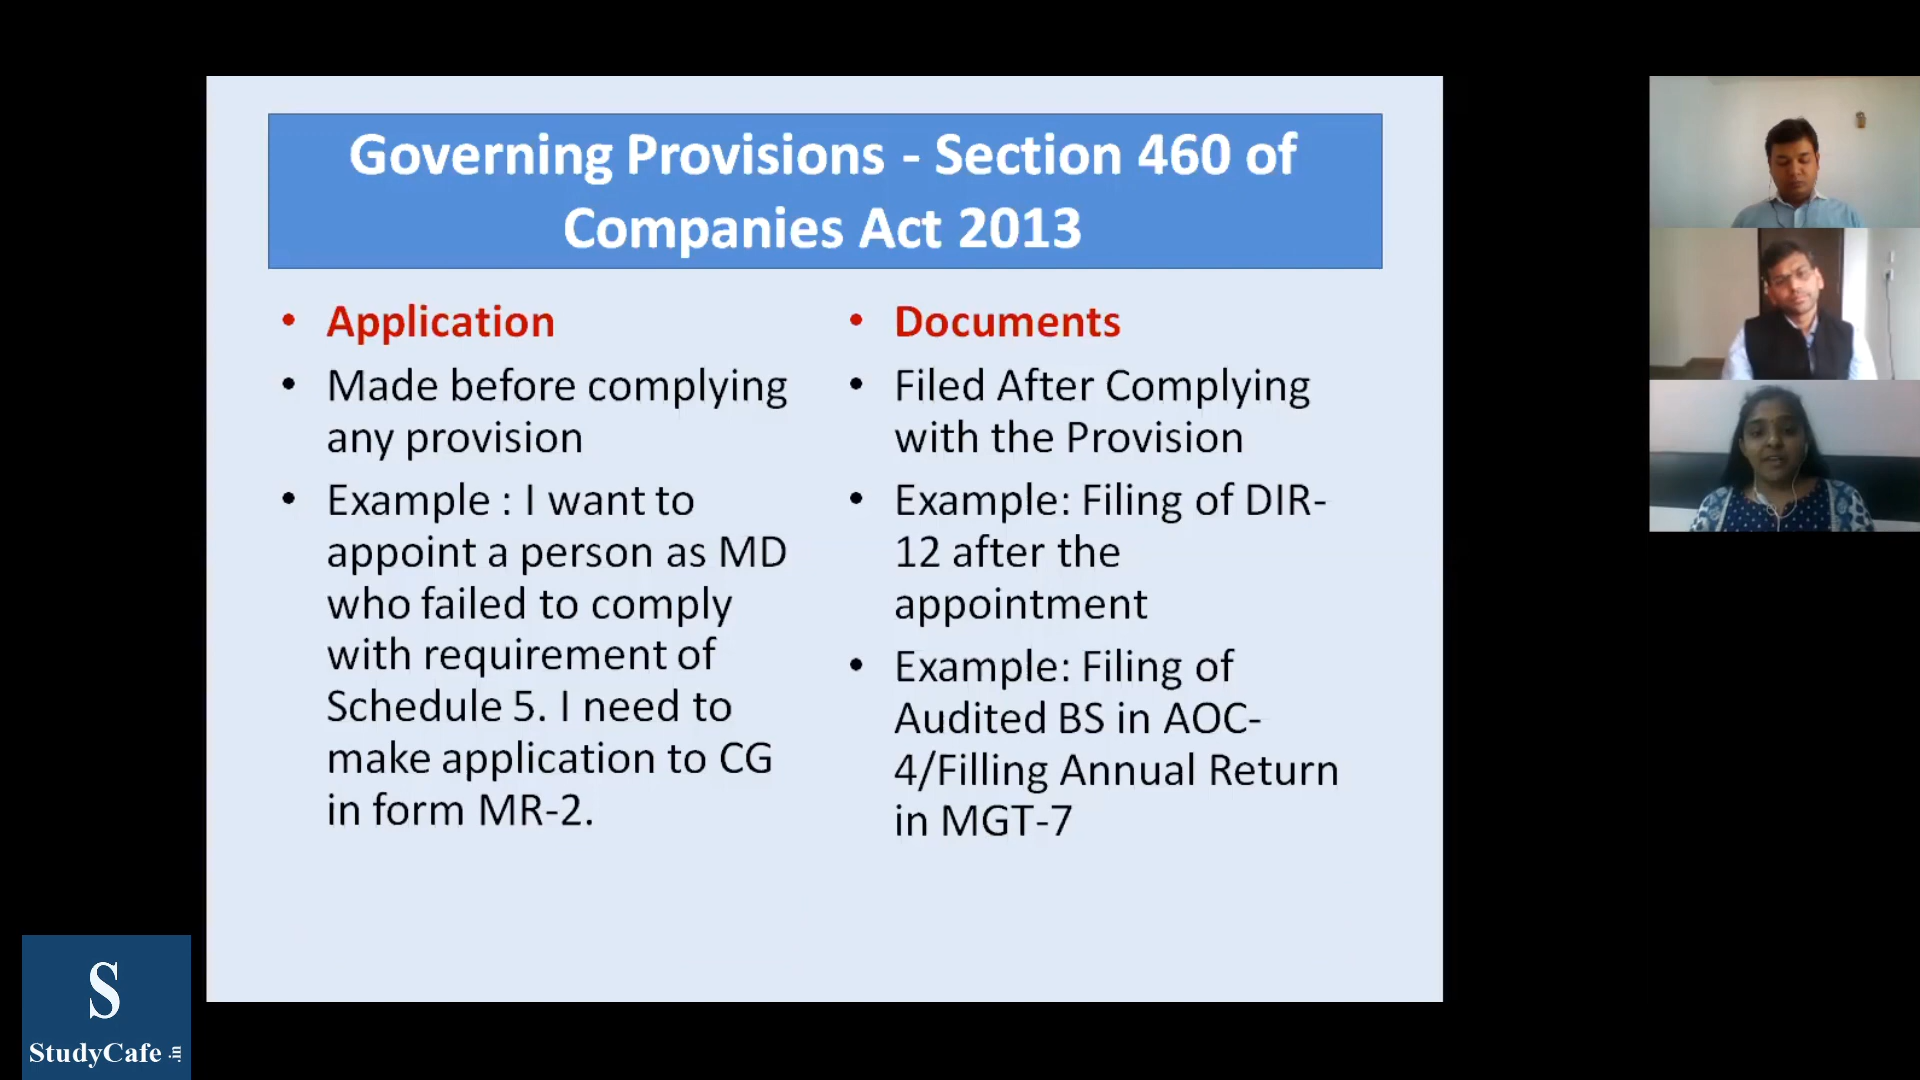 Governing Provisions - Section 460 of
Companies Act 2013
• Application
• Made before complying
any provision
• Example : I want to
appoint a person as MD
who failed to comply
with requirement of
Schedule 5. I need to
make application to CG
in form MR-2.
• Documents
• Filed After Complying
with the Provision
• Example: Filing of DIR-
12 after the
appointment
• Example: Filing of
Audited BS in AOC-
4/Filling Annual Return
in MGT-7
S
StudyCafe .in